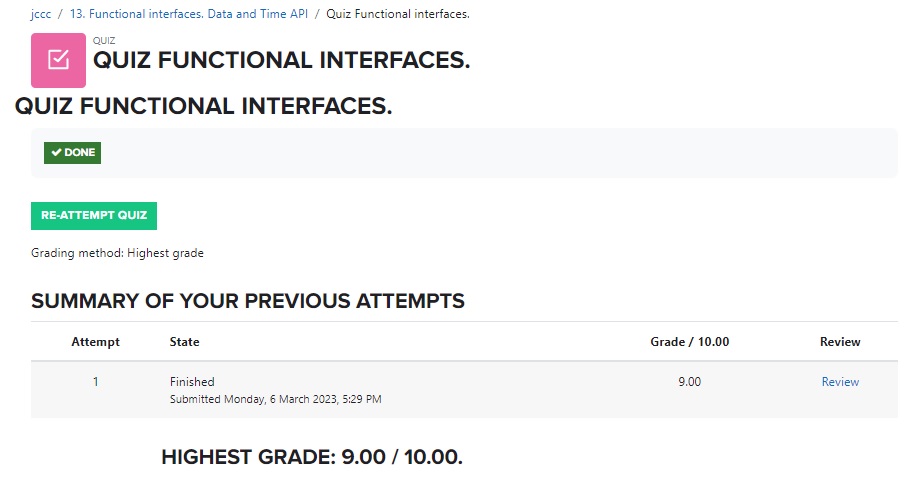 jccc / 13. Functional interfaces. Data and Time API / Quiz Functional interfaces.
QUIZ
QUIZ FUNCTIONAL INTERFACES.
QUIZ FUNCTIONAL INTERFACES.
DONE
RE-ATTEMPT QUIZ
Grading method: Highest grade
SUMMARY OF YOUR PREVIOUS ATTEMPTS
Attempt State Grade / 10.00 Review
1 Finished 9.00 Review
Submitted Monday, 6 March 2023, 5:29 PM
HIGHEST GRADE: 9.00 / 10.00.